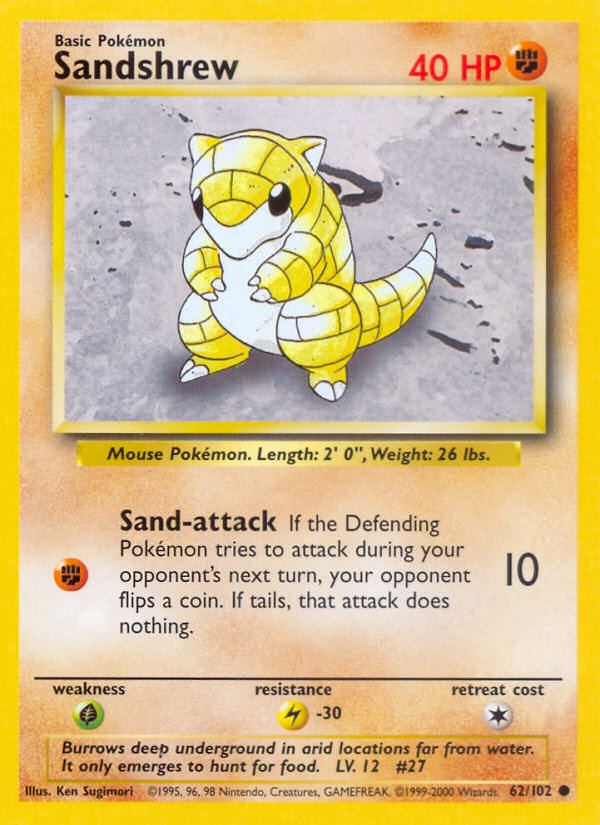 Basic Pokémon
Sandshrew 40 HP
Mouse Pokémon. Length: 2' 0", Weight: 26 lbs.
Sand-attack If the Defending
Pokémon tries to attack during your
opponent's next turn, your opponent
flips a coin. If tails, that attack does
nothing.
10
weakness resistance retreat cost
-30
Burrows deep underground in arid locations far from water.
It only emerges to hunt for food. LV. 12 #27
Illus. Ken Sugimori ©1995, 96, 98 Nintendo, Creatures, GAMEFREAK. ©1999-2000 Wizards. 62/102